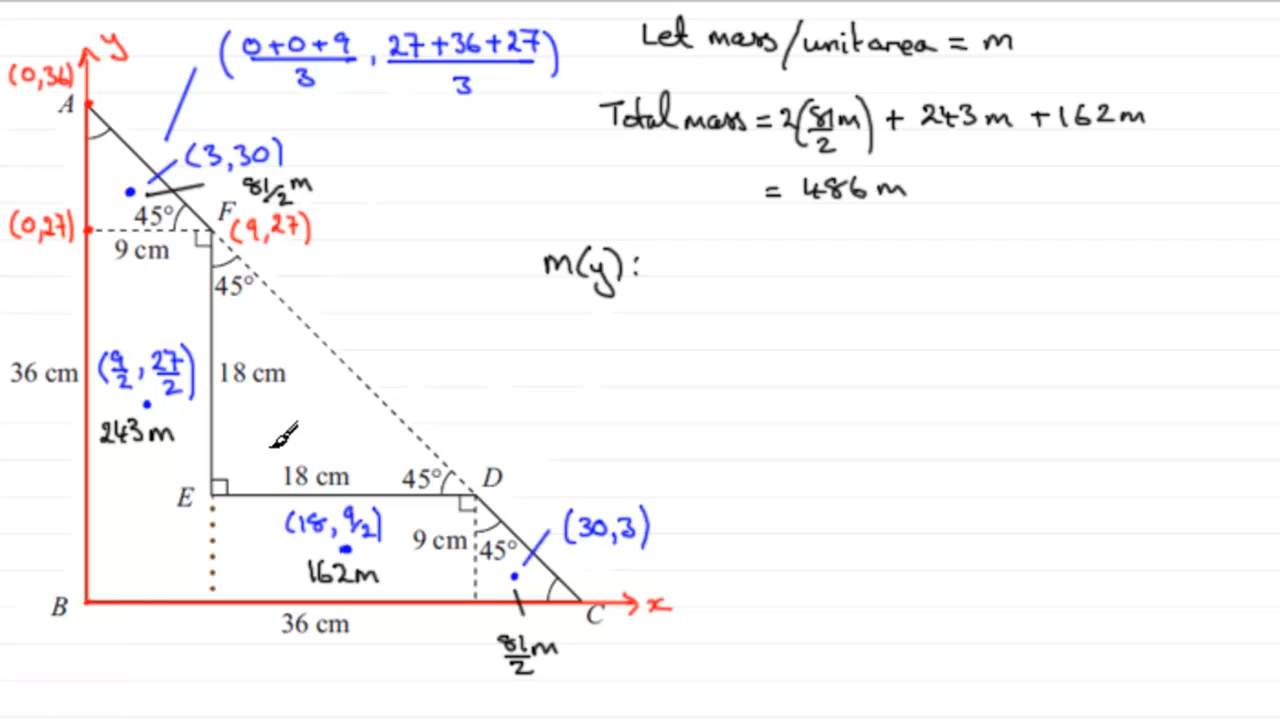 y
(0,36)
A
(0+0+9/3 , 27+36+27/3)
Let mass/unit area = m
Total mass = 2(81/2 m) + 243m + 162m
= 486m
(3,30)
81/2 m
45°
F
(0,27)
(9,27)
9 cm
45°
m(y):
36 cm
(9/2 , 27/2)
18 cm
243m
18 cm
45°
D
E
(18, 9/2)
9 cm
45°
(30,3)
162m
B
x
C
36 cm
81/2 m